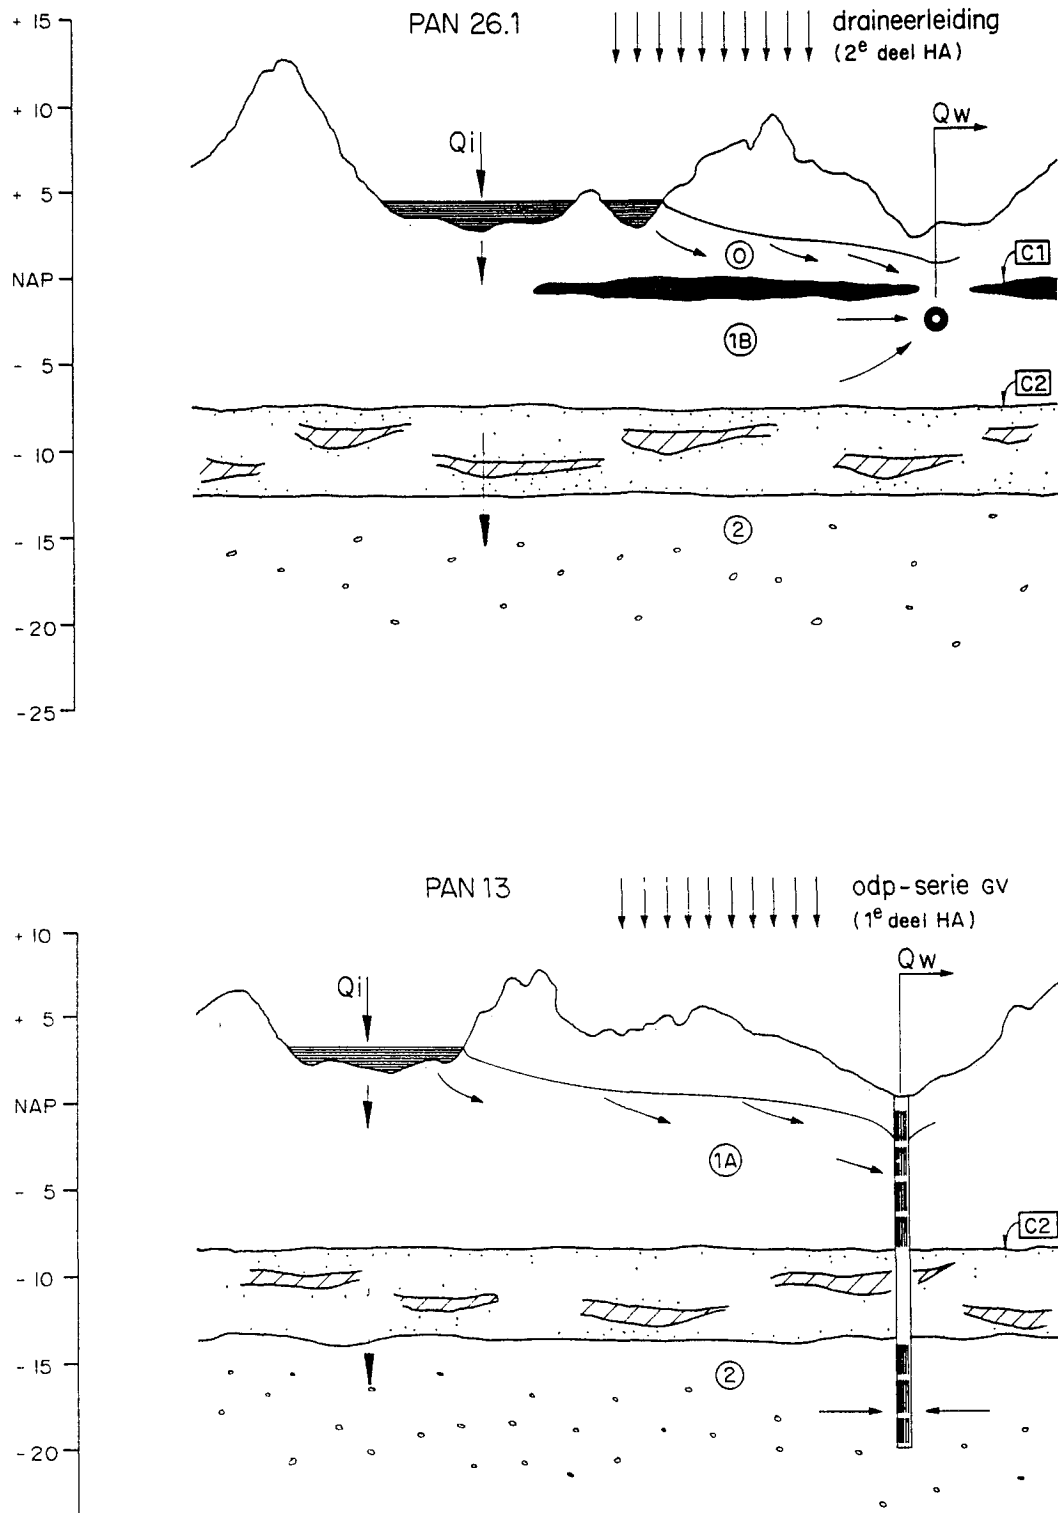 PAN 26.1
draineerleiding
(2e deel HA)
+ 15
+ 10
+ 5
NAP
- 5
- 10
- 15
-20
-25
Qi
Qw
O
C1
1B
C2
2
PAN 13
odp-serie GV
(1e deel HA)
+ 10
+ 5
NAP
- 5
- 10
- 15
- 20
Qi
Qw
1A
C2
2